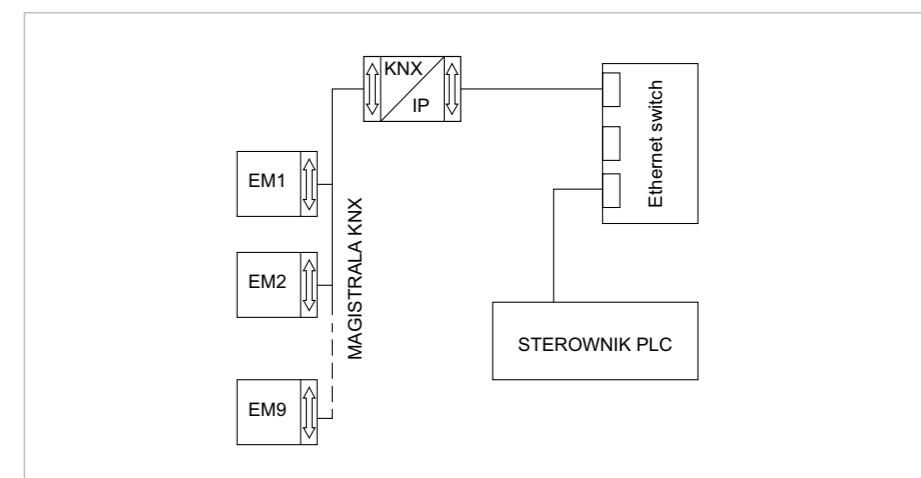 KNX
IP
Ethernet switch
EM1
EM2
MAGISTRALA KNX
STEROWNIK PLC
EM9